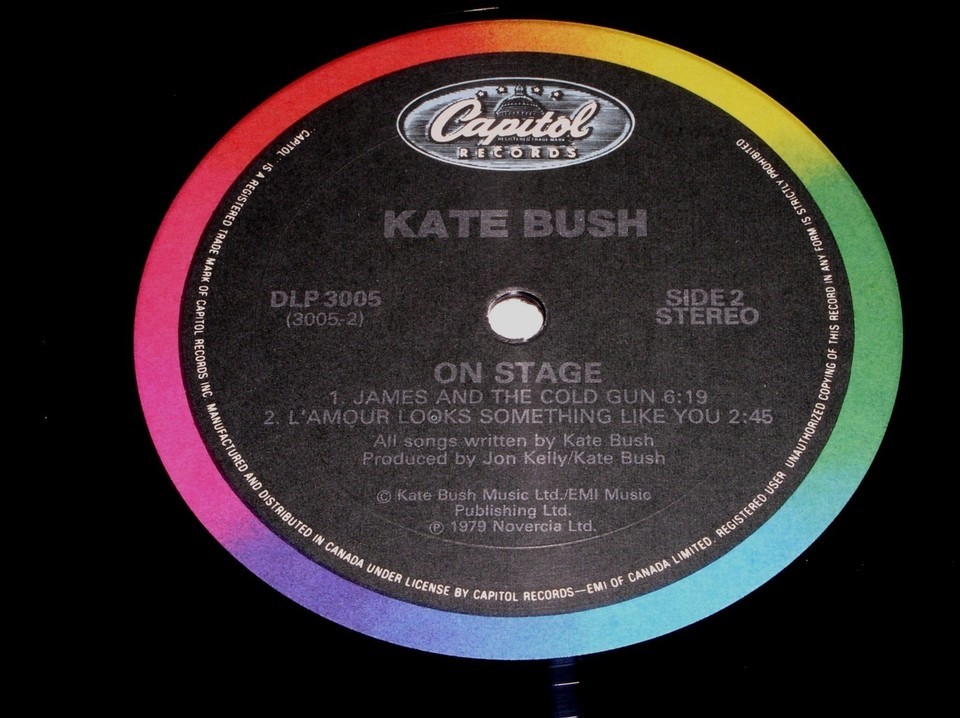 Capitol
REGISTERED TRADE MARK
RECORDS
KATE BUSH
DLP 3005
(3005-2)
SIDE 2
STEREO
ON STAGE
1. JAMES AND THE COLD GUN 6:19
2. L'AMOUR LOOKS SOMETHING LIKE YOU 2:45
All songs written by Kate Bush
Produced by Jon Kelly/Kate Bush
© Kate Bush Music Ltd./EMI Music
Publishing Ltd.
℗ 1979 Novercia Ltd.
CAPITOL IS A REGISTERED TRADE MARK OF CAPITOL RECORDS INC. MANUFACTURED AND DISTRIBUTED IN CANADA UNDER LICENSE BY CAPITOL RECORDS—EMI OF CANADA LIMITED. REGISTERED USER UNAUTHORIZED COPYING OF THIS RECORD IN ANY FORM IS STRICTLY PROHIBITED